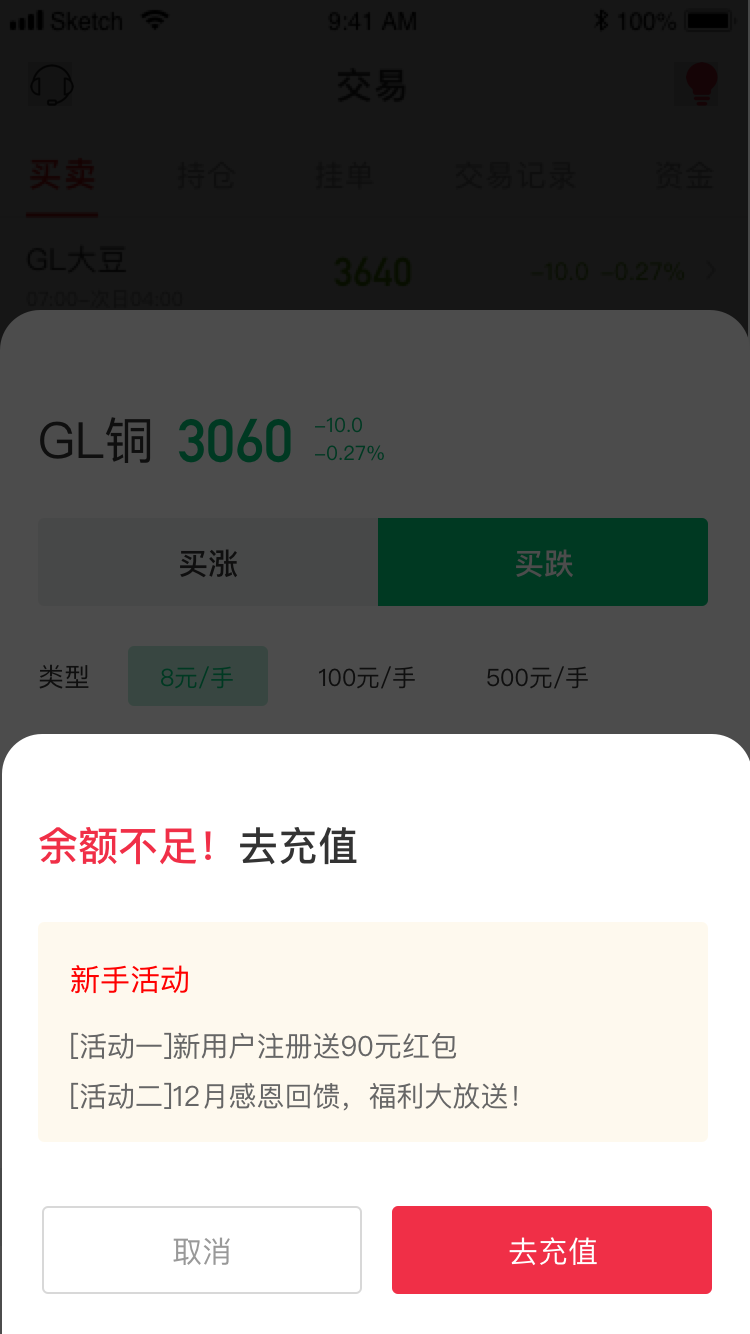 Sketch 9:41 AM 100%
交易
买卖 持仓 挂单 交易记录 资金
GL大豆 3640 -10.0 -0.27%
07:00-次日04:00
GL铜 3060 -10.0
-0.27%
买涨 买跌
类型 8元/手 100元/手 500元/手
余额不足！去充值
新手活动
[活动一]新用户注册送90元红包
[活动二]12月感恩回馈，福利大放送！
取消 去充值